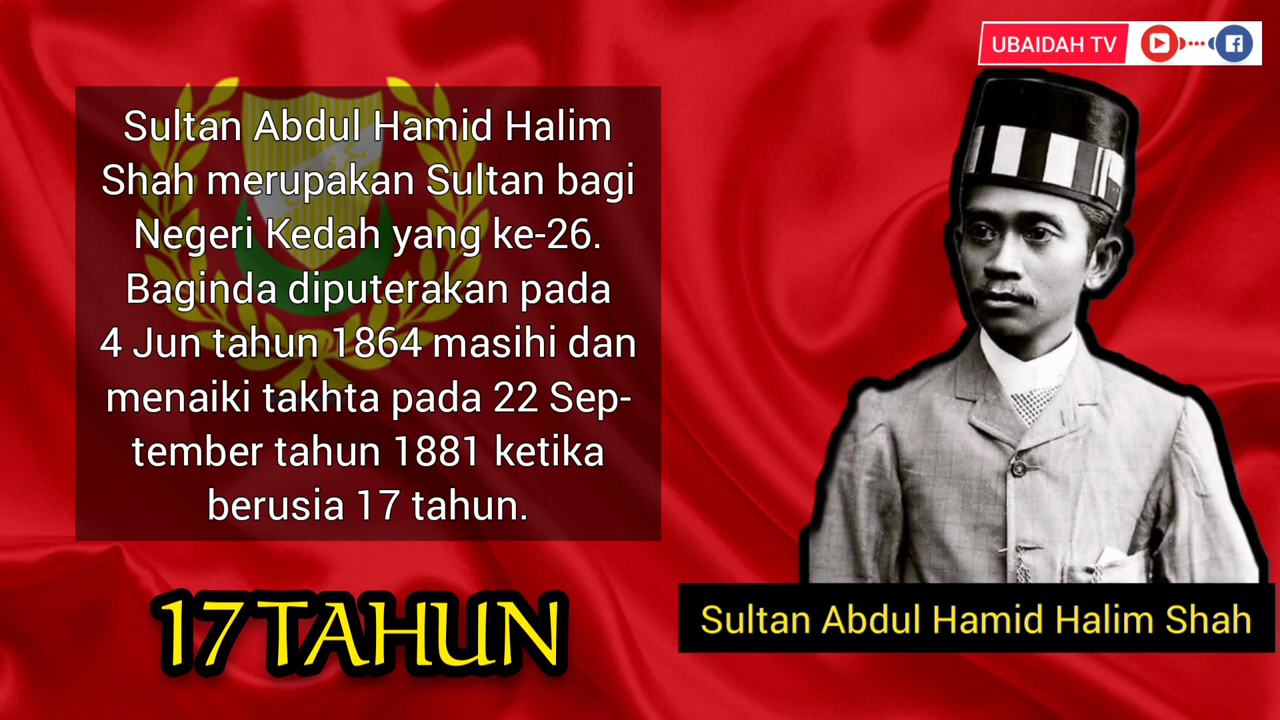 UBAIDAH TV
Sultan Abdul Hamid Halim
Shah merupakan Sultan bagi
Negeri Kedah yang ke-26.
Baginda diputerakan pada
4 Jun tahun 1864 masihi dan
menaiki takhta pada 22 Sep-
tember tahun 1881 ketika
berusia 17 tahun.
17 TAHUN
Sultan Abdul Hamid Halim Shah